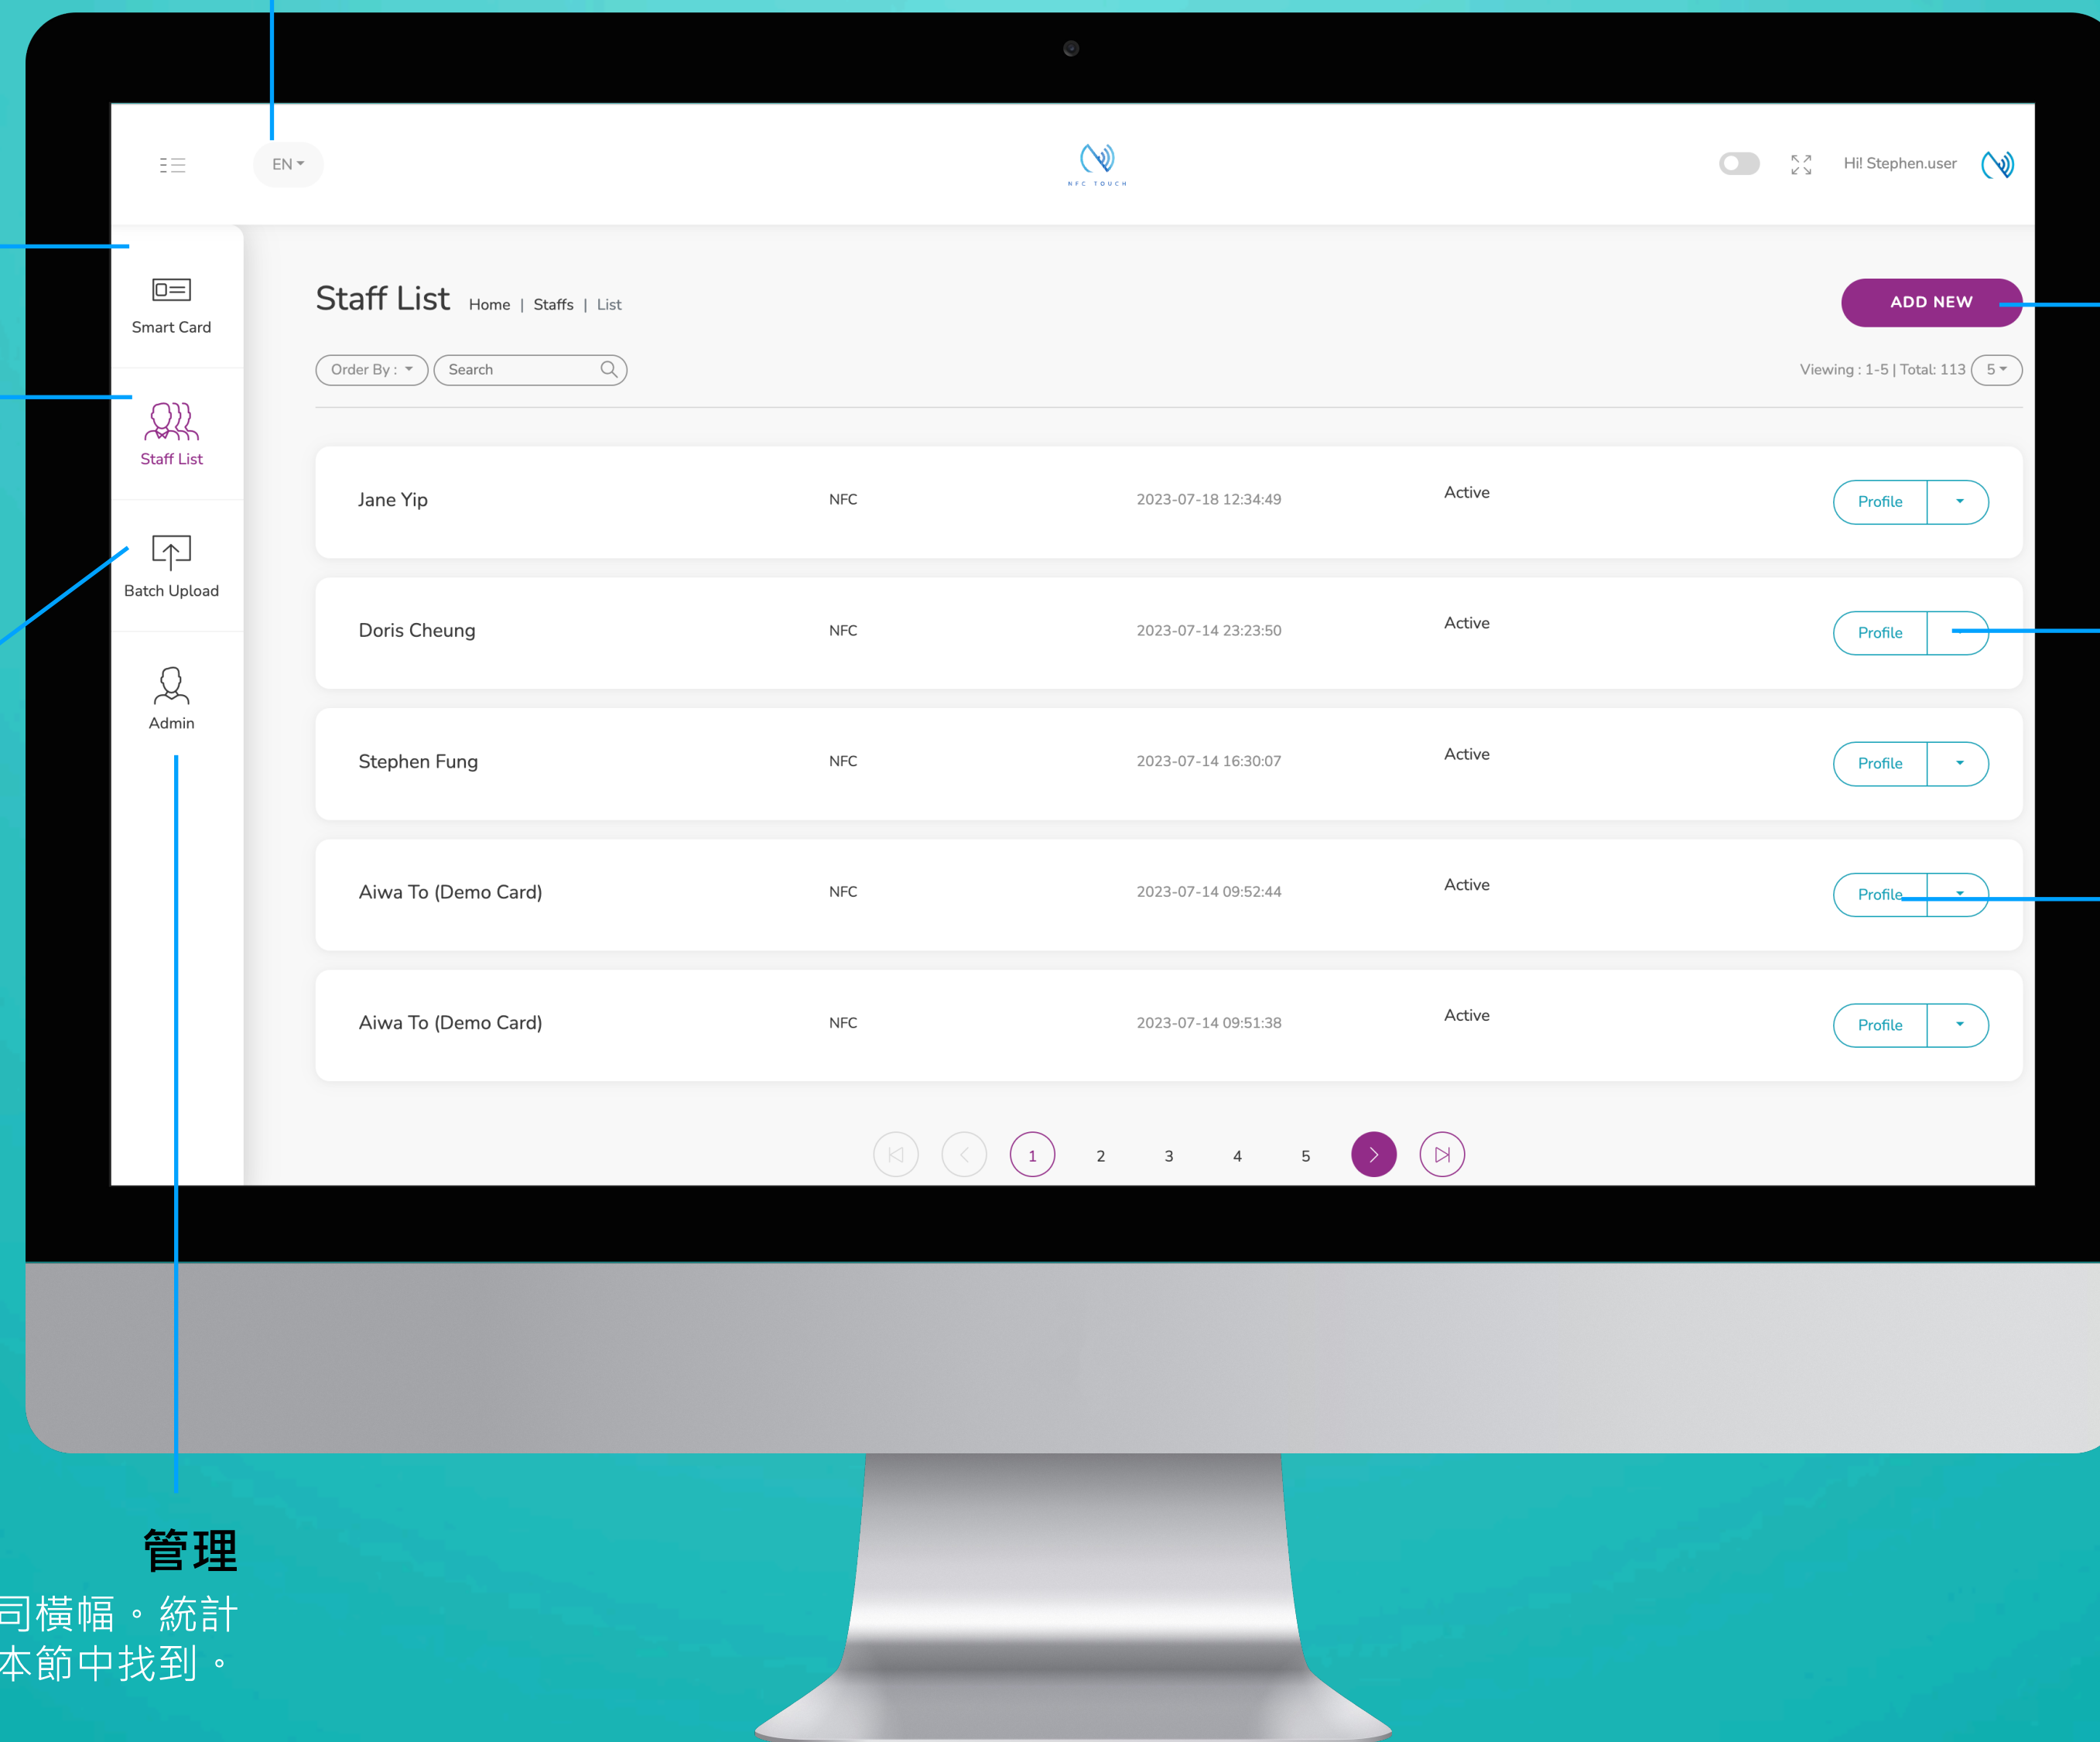 EN
NFC TOUCH
Hi! Stephen.user
Smart Card
Staff List
Batch Upload
Admin
Staff List Home | Staffs | List
ADD NEW
Order By :
Search
Viewing : 1-5 | Total: 113 5
Jane Yip NFC 2023-07-18 12:34:49 Active Profile
Doris Cheung NFC 2023-07-14 23:23:50 Active Profile
Stephen Fung NFC 2023-07-14 16:30:07 Active Profile
Aiwa To (Demo Card) NFC 2023-07-14 09:52:44 Active Profile
Aiwa To (Demo Card) NFC 2023-07-14 09:51:38 Active Profile
1 2 3 4 5
管理
司橫幅。統計
本節中找到。